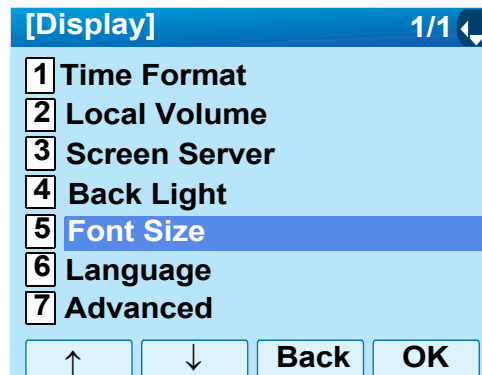 [Display] 1/1
1 Time Format
2 Local Volume
3 Screen Server
4 Back Light
5 Font Size
6 Language
7 Advanced
↑ ↓ Back OK